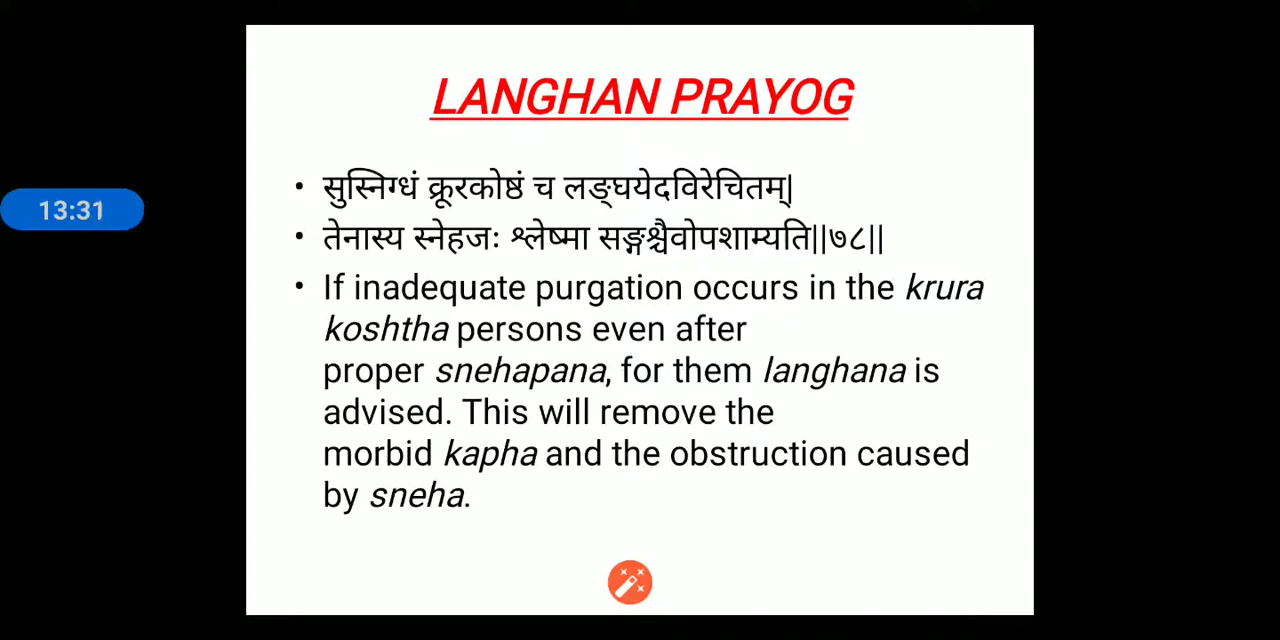 LANGHAN PRAYOG
• सुस्निग्धं क्रूरकोष्ठं च लङ्घयेदविरेचितम्|
13:31
• तेनास्य स्नेहजः श्लेष्मा सङ्गश्चैवोपशाम्यति||७८||
• If inadequate purgation occurs in the krura
koshtha persons even after
proper snehapana, for them langhana is
advised. This will remove the
morbid kapha and the obstruction caused
by sneha.